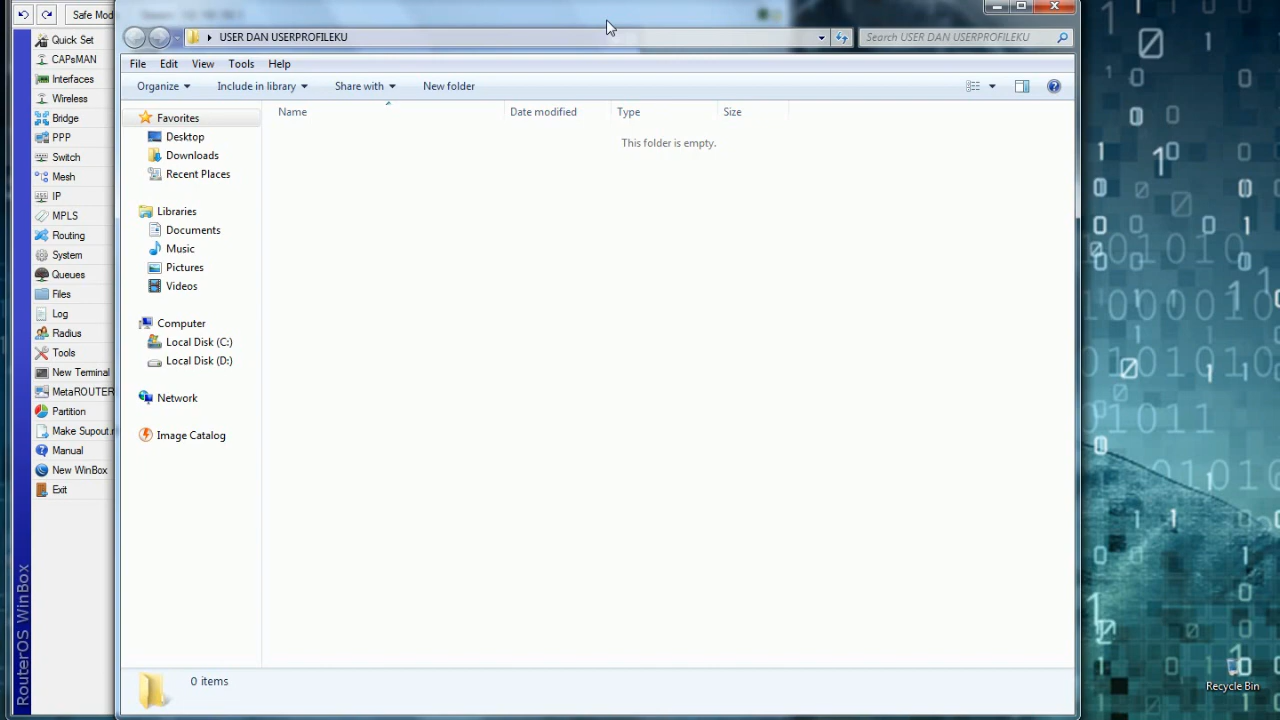 Safe Mod
USER DAN USERPROFILEKU
Search USER DAN USERPROFILEKU
File Edit View Tools Help
Organize Include in library Share with New folder
Name Date modified Type Size
This folder is empty.
Favorites
Desktop
Downloads
Recent Places
Libraries
Documents
Music
Pictures
Videos
Computer
Local Disk (C:)
Local Disk (D:)
Network
Image Catalog
0 items
Quick Set
CAPsMAN
Interfaces
Wireless
Bridge
PPP
Switch
Mesh
IP
MPLS
Routing
System
Queues
Files
Log
Radius
Tools
New Terminal
MetaROUTER
Partition
Make Supout.r
Manual
New WinBox
Exit
RouterOS WinBox
Recycle Bin